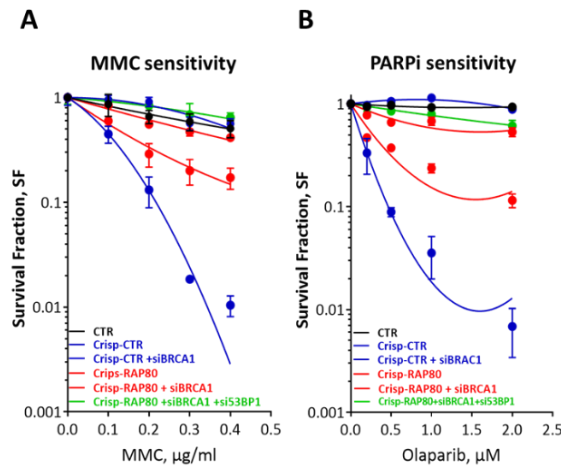 A
MMC sensitivity
Survival Fraction, SF
1
0.1
0.01
0.001
CTR
Crisp-CTR
Crisp-CTR +siBRCA1
Crips-RAP80
Crisp-RAP80 + siBRCA1
Crisp-RAP80 +siBRCA1 +si53BP1
0.0 0.1 0.2 0.3 0.4 0.5
MMC, µg/ml
B
PARPi sensitivity
Survival Fraction, SF
1
0.1
0.01
0.001
CTR
Crisp-CTR
Crisp-CTR + siBRAC1
Crisp-RAP80
Crisp-RAP80 + siBRCA1
Crisp-RAP80+siBRCA1+si53BP1
0.0 0.5 1.0 1.5 2.0 2.5
Olaparib, µM